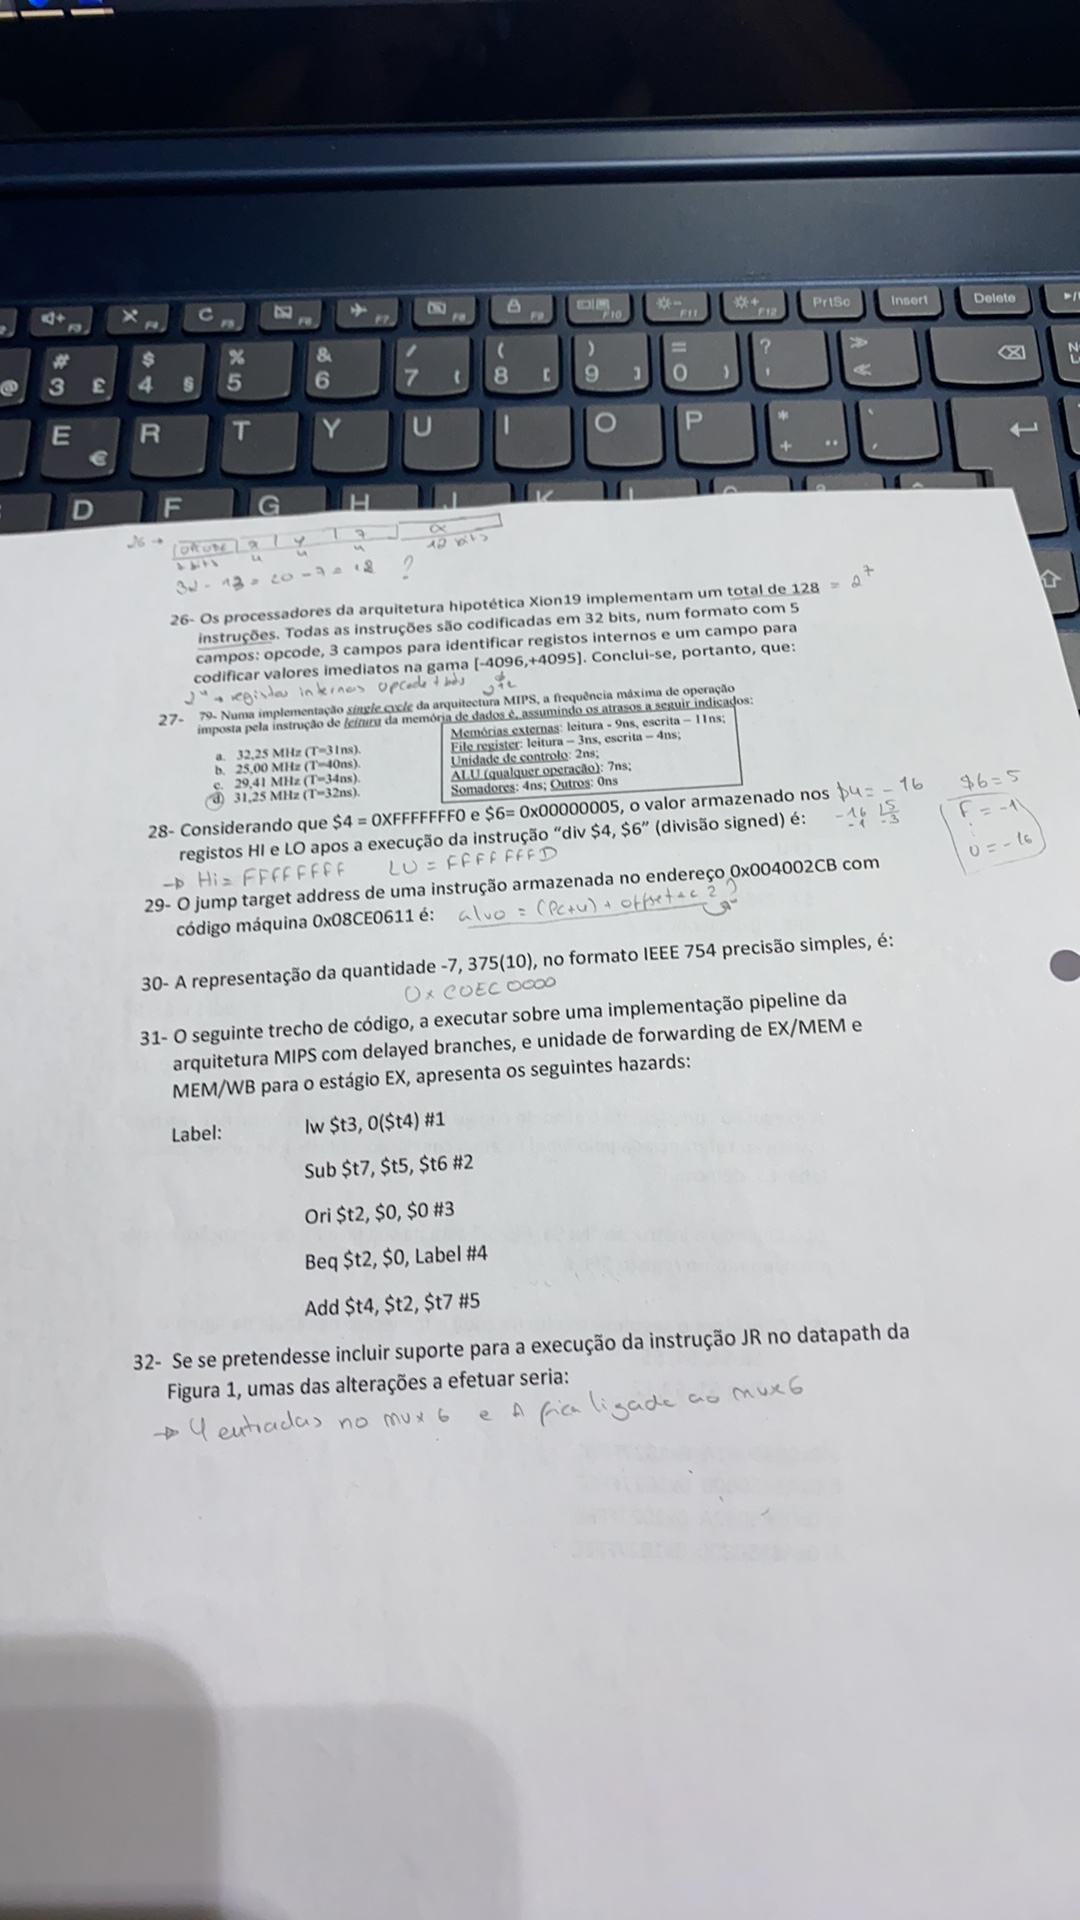 F9 F10 F11 F12 PrtSc Insert Delete
# 3 £ $ 4 § % 5 & 6 / 7 { ( 8 [ ) 9 ] = 0 } ? ' » «
E € R T Y U I O P * + ¨ ` ´
D F G H J K L
26 → opcode x y z α
4 4 4 12 bits
32 - 13 = 20 - 7 = 12 ?
26- Os processadores da arquitetura hipotética Xion19 implementam um total de 128 = 2^7
instruções. Todas as instruções são codificadas em 32 bits, num formato com 5
campos: opcode, 3 campos para identificar registos internos e um campo para
codificar valores imediatos na gama [-4096,+4095]. Conclui-se, portanto, que:
2^4 → registos internos opcode 7 bits
27- 79- Numa implementação single cycle da arquitectura MIPS, a frequência máxima de operação
imposta pela instrução de leitura da memória de dados é, assumindo os atrasos a seguir indicados:
a. 32,25 MHz (T=31ns).
b. 25,00 MHz (T=40ns).
c. 29,41 MHz (T=34ns).
d) 31,25 MHz (T=32ns).
Memórias externas: leitura - 9ns, escrita – 11ns;
File register: leitura – 3ns, escrita – 4ns;
Unidade de controlo: 2ns;
ALU (qualquer operação): 7ns;
Somadores: 4ns; Outros: 0ns
28- Considerando que $4 = 0XFFFFFFF0 e $6= 0x00000005, o valor armazenado nos $4 = -16 $6=5
registos HI e LO apos a execução da instrução “div $4, $6” (divisão signed) é: -16 5 -1 -3
F = -1
0 = -16
→ Hi = FFFFFFFF LO = FFFFFFFD
29- O jump target address de uma instrução armazenada no endereço 0x004002CB com
código máquina 0x08CE0611 é: alvo = (PC+4) + offset << 2 ?
30- A representação da quantidade -7, 375(10), no formato IEEE 754 precisão simples, é:
0x C0EC0000
31- O seguinte trecho de código, a executar sobre uma implementação pipeline da
arquitetura MIPS com delayed branches, e unidade de forwarding de EX/MEM e
MEM/WB para o estágio EX, apresenta os seguintes hazards:
Label: lw $t3, 0($t4) #1
Sub $t7, $t5, $t6 #2
Ori $t2, $0, $0 #3
Beq $t2, $0, Label #4
Add $t4, $t2, $t7 #5
32- Se se pretendesse incluir suporte para a execução da instrução JR no datapath da
Figura 1, umas das alterações a efetuar seria:
→ 4 entradas no mux 6 e A fica ligado ao mux6